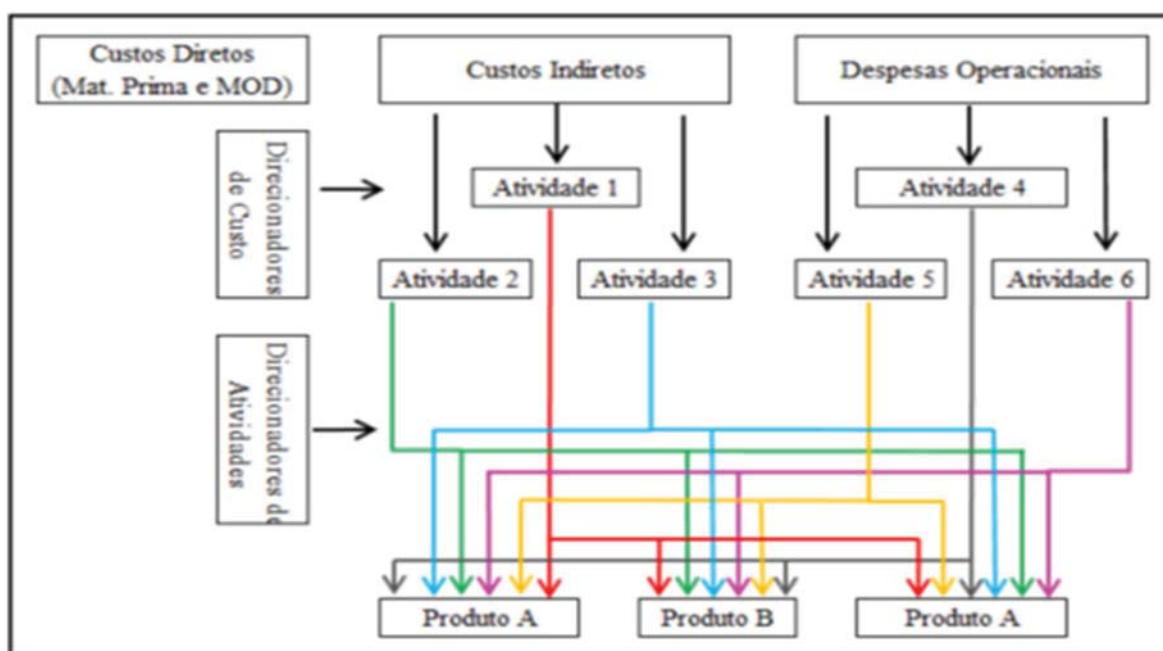 Custos Diretos
(Mat. Prima e MOD)
Custos Indiretos
Despesas Operacionais
Direcionadores
de Custo
Atividade 1
Atividade 4
Atividade 2
Atividade 3
Atividade 5
Atividade 6
Direcionadores de
Atividades
Produto A
Produto B
Produto A